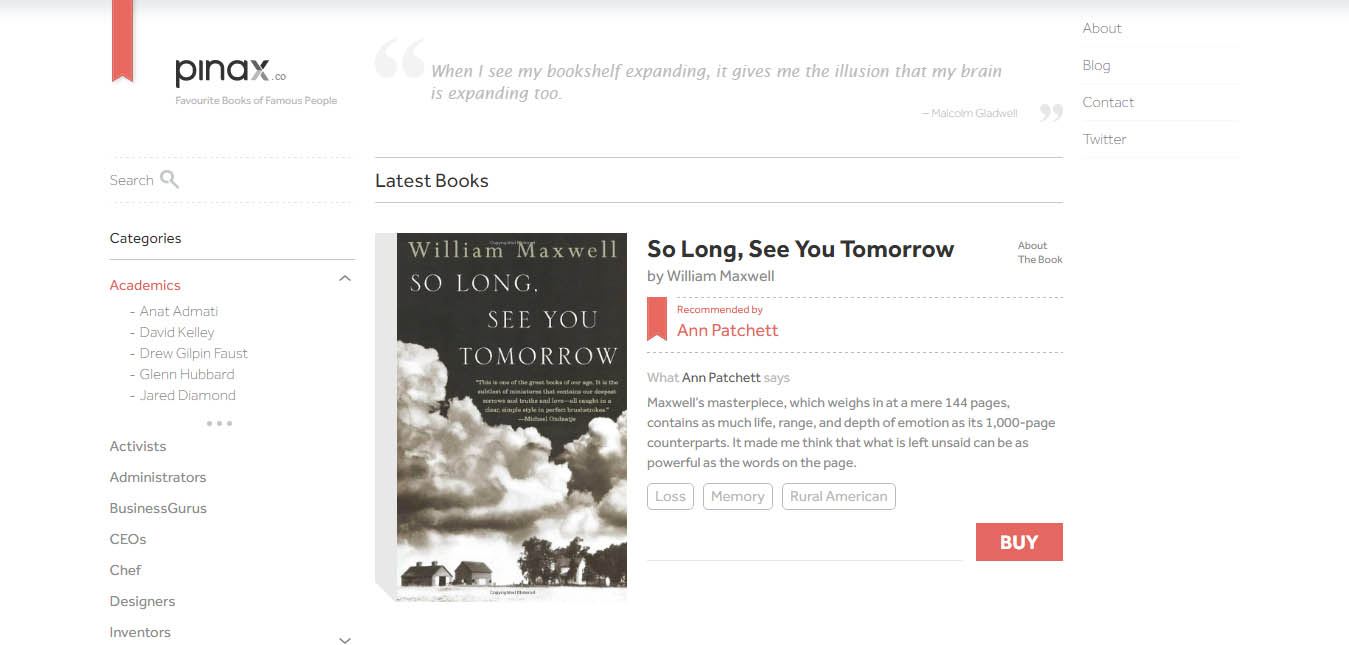 pinax.co
Favourite Books of Famous People
When I see my bookshelf expanding, it gives me the illusion that my brain
is expanding too.
– Malcolm Gladwell
About
Blog
Contact
Twitter
Search
Categories
Academics
- Anat Admati
- David Kelley
- Drew Gilpin Faust
- Glenn Hubbard
- Jared Diamond
Activists
Administrators
BusinessGurus
CEOs
Chef
Designers
Inventors
Latest Books
Copyrighted Material
William Maxwell
SO LONG,
SEE YOU
TOMORROW
"This is one of the great books of our age. It is the
subtlest of miniatures that contains our deepest
sorrows and truths and love—all caught in a
clear, simple style in perfect brushstrokes."
—Michael Ondaatje
Copyrighted Material
So Long, See You Tomorrow
by William Maxwell
About
The Book
Recommended by
Ann Patchett
What Ann Patchett says
Maxwell's masterpiece, which weighs in at a mere 144 pages,
contains as much life, range, and depth of emotion as its 1,000-page
counterparts. It made me think that what is left unsaid can be as
powerful as the words on the page.
Loss Memory Rural American
BUY